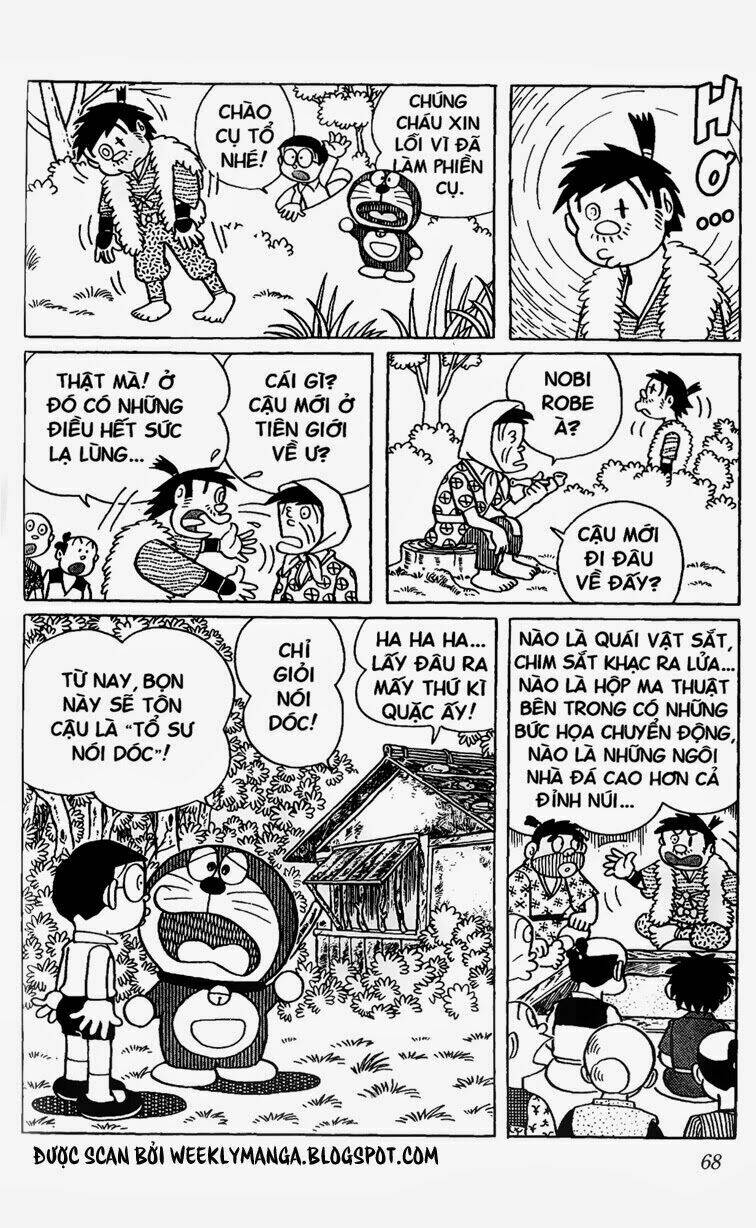 HƠ...
CHÚNG
CHÁU XIN
LỖI VÌ ĐÃ
LÀM PHIỀN
CỤ.
CHÀO
CỤ TỔ
NHÉ!
NOBI
ROBE
À?
CẬU MỚI
ĐI ĐÂU
VỀ ĐẤY?
CÁI GÌ?
CẬU MỚI Ở
TIÊN GIỚI
VỀ Ư?
THẬT MÀ! Ở
ĐÓ CÓ NHỮNG
ĐIỀU HẾT SỨC
LẠ LÙNG...
NÀO LÀ QUÁI VẬT SẮT,
CHIM SẮT KHẠC RA LỬA...
NÀO LÀ HỘP MA THUẬT
BÊN TRONG CÓ NHỮNG
BỨC HỌA CHUYỂN ĐỘNG,
NÀO LÀ NHỮNG NGÔI
NHÀ ĐÁ CAO HƠN CẢ
ĐỈNH NÚI...
HA HA HA...
LẤY ĐÂU RA
MẤY THỨ KÌ
QUẶC ẤY!
CHỈ
GIỎI
NÓI
DÓC!
TỪ NAY, BỌN
NÀY SẼ TÔN
CẬU LÀ "TỔ SƯ
NÓI DÓC"!
ĐƯỢC SCAN BỞI WEEKLYMANGA.BLOGSPOT.COM
68